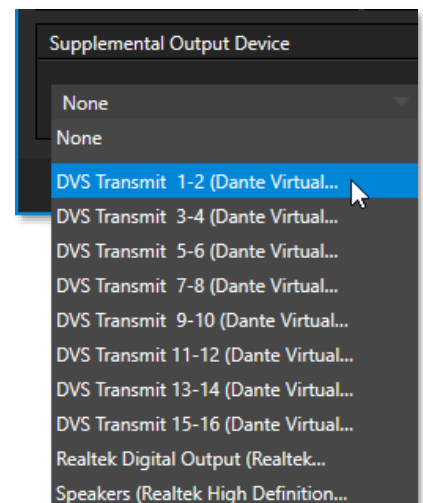 Supplemental Output Device
None
None
DVS Transmit  1-2 (Dante Virtual...
DVS Transmit  3-4 (Dante Virtual...
DVS Transmit  5-6 (Dante Virtual...
DVS Transmit  7-8 (Dante Virtual...
DVS Transmit  9-10 (Dante Virtual...
DVS Transmit 11-12 (Dante Virtual...
DVS Transmit 13-14 (Dante Virtual...
DVS Transmit 15-16 (Dante Virtual...
Realtek Digital Output (Realtek...
Speakers (Realtek High Definition...